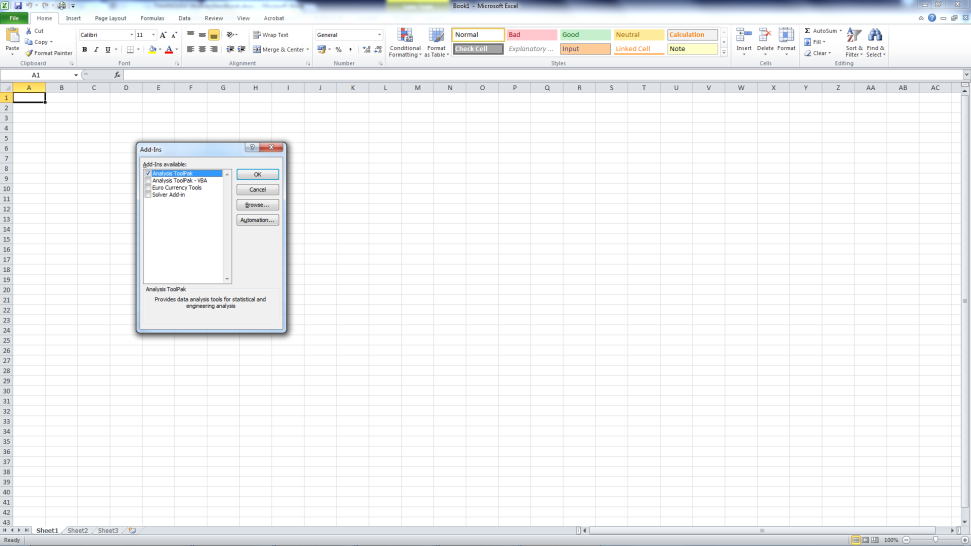 Book1 - Microsoft Excel
File Home Insert Page Layout Formulas Data Review View Acrobat
Paste
Cut
Copy
Format Painter
Clipboard
Calibri 11
B I U
Font
Wrap Text
Merge & Center
Alignment
General
$ % ,
Number
Conditional Formatting
Format as Table
Normal Bad Good Neutral Calculation
Check Cell Explanatory ... Input Linked Cell Note
Styles
Insert Delete Format
Cells
AutoSum
Fill
Clear
Sort & Filter
Find & Select
Editing
A1 fx
A B C D E F G H I J K L M N O P Q R S T U V W X Y Z AA AB AC
1
2
3
4
5
6
7
8
9
10
11
12
13
14
15
16
17
18
19
20
21
22
23
24
25
26
27
28
29
30
31
32
33
34
35
36
37
38
39
40
41
42
43
Add-Ins
Add-Ins available:
Analysis ToolPak
Analysis ToolPak - VBA
Euro Currency Tools
Solver Add-in
OK
Cancel
Browse...
Automation...
Analysis ToolPak
Provides data analysis tools for statistical and
engineering analysis
Sheet1 Sheet2 Sheet3
Ready 100%